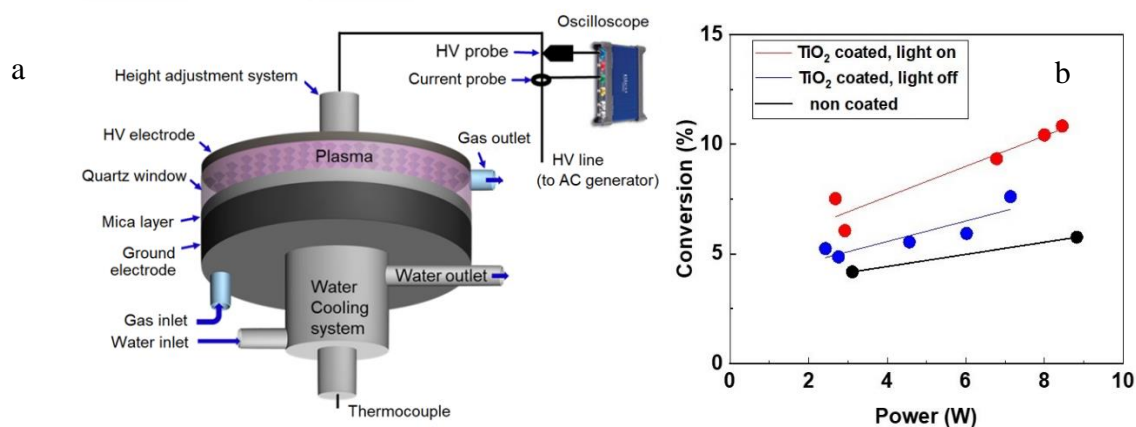 a
Oscilloscope
HV probe
Current probe
Height adjustment system
HV electrode
Plasma
Gas outlet
Quartz window
HV line
(to AC generator)
Mica layer
Ground
electrode
Water outlet
Water
Cooling
system
Gas inlet
Water inlet
Thermocouple
b
TiO2 coated, light on
TiO2 coated, light off
non coated
15
10
5
0
Conversion (%)
0 2 4 6 8 10
Power (W)